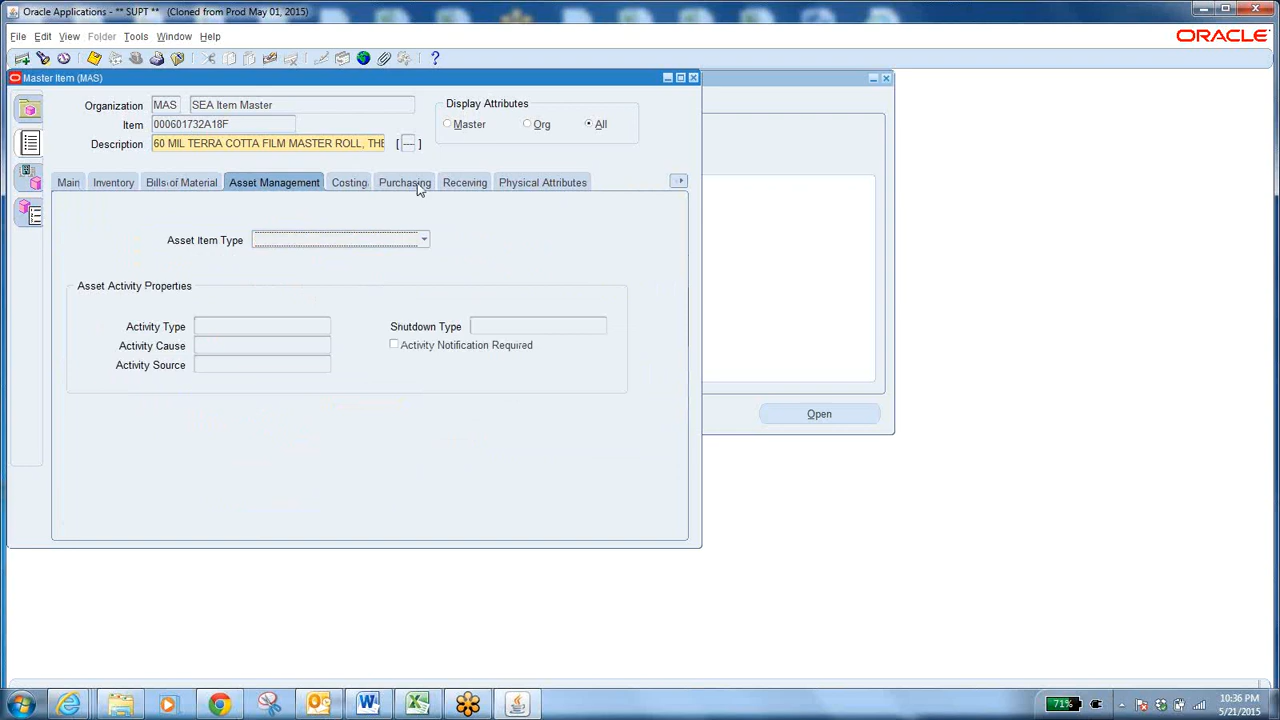 Oracle Applications - ** SUPT ** (Cloned from Prod May 01, 2015)
File Edit View Folder Tools Window Help
ORACLE
?
Master Item (MAS)
Organization MAS SEA Item Master
Display Attributes
Item 000601732A18F
Master Org All
Description 60 MIL TERRA COTTA FILM MASTER ROLL, THE [ ---- ]
Main Inventory Bills of Material Asset Management Costing Purchasing Receiving Physical Attributes
Asset Item Type
Asset Activity Properties
Activity Type Shutdown Type
Activity Cause Activity Notification Required
Activity Source
Open
71%
10:36 PM
5/21/2015